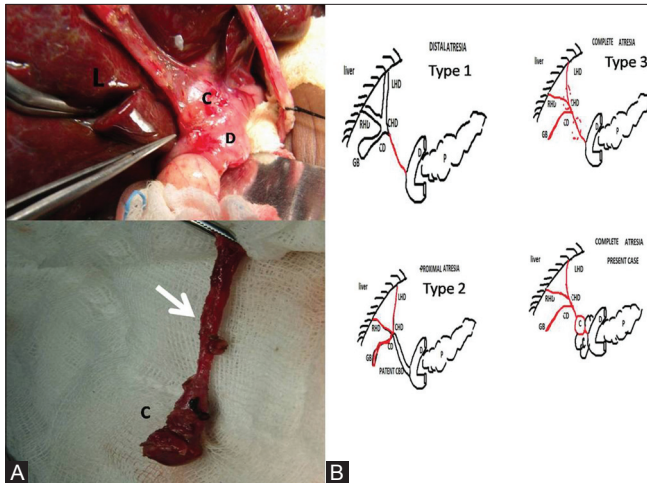 L
C
D
C
A
DISTALATRESIA
Type 1
liver
LHD
RHD
CHD
CD
GB
D
P
COMPLETE ATRESIA
Type 3
liver
LHD
RHD
CHD
CD
GB
D
P
PROXIMAL ATRESIA
Type 2
liver
LHD
RHD
CHD
CD
GB
PATENT CBD
D
P
COMPLETE ATRESIA
PRESENT CASE
liver
LHD
RHD
CHD
CD
GB
C
D
P
B